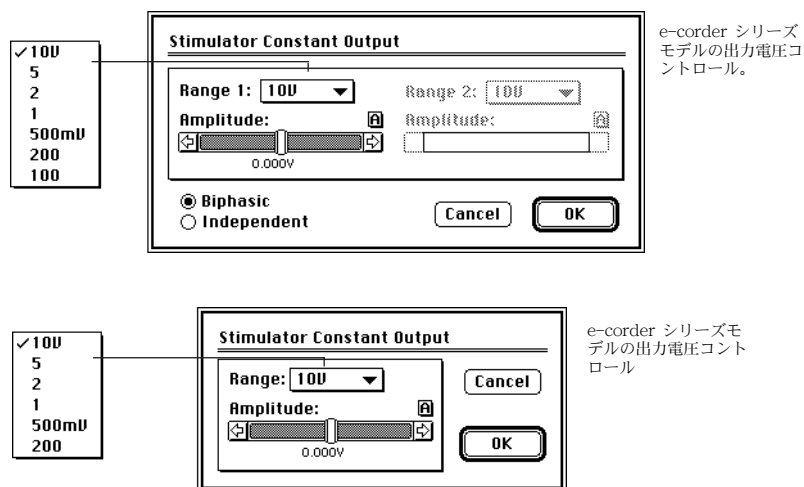 Stimulator Constant Output
e-corder シリーズ
モデルの出力電圧コ
ントロール。
✓10V
5
2
1
500mV
200
100
Range 1: 10V
Range 2: 10V
Amplitude: A
Amplitude: A
0.000V
Biphasic
Independent
Cancel
OK
Stimulator Constant Output
e-corder シリーズモ
デルの出力電圧コント
ロール
✓10V
5
2
1
500mV
200
Range: 10V
Cancel
Amplitude: A
0.000V
OK